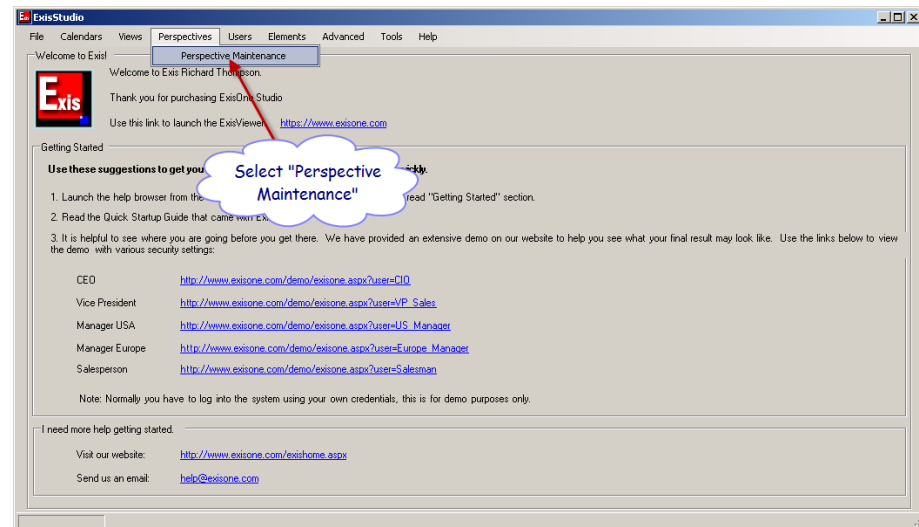 ExisStudio
File Calendars Views Perspectives Users Elements Advanced Tools Help
Perspective Maintenance
Welcome to Exis!
Welcome to Exis Richard Thompson.
Exis
Thank you for purchasing ExisOne Studio
Use this link to launch the ExisViewer https://www.exisone.com
Getting Started
Use these suggestions to get you
Select "Perspective
Maintenance"
1. Launch the help browser from the read "Getting Started" section.
2. Read the Quick Startup Guide that came with
3. It is helpful to see where you are going before you get there. We have provided an extensive demo on our website to help you see what your final result may look like. Use the links below to view
the demo with various security settings:
CEO http://www.exisone.com/demo/exisone.aspx?user=CIO
Vice President http://www.exisone.com/demo/exisone.aspx?user=VP_Sales
Manager USA http://www.exisone.com/demo/exisone.aspx?user=US_Manager
Manager Europe http://www.exisone.com/demo/exisone.aspx?user=Europe_Manager
Salesperson http://www.exisone.com/demo/exisone.aspx?user=Salesman
Note: Normally you have to log into the system using your own credentials, this is for demo purposes only.
I need more help getting started.
Visit our website: http://www.exisone.com/exishome.aspx
Send us an email: help@exisone.com